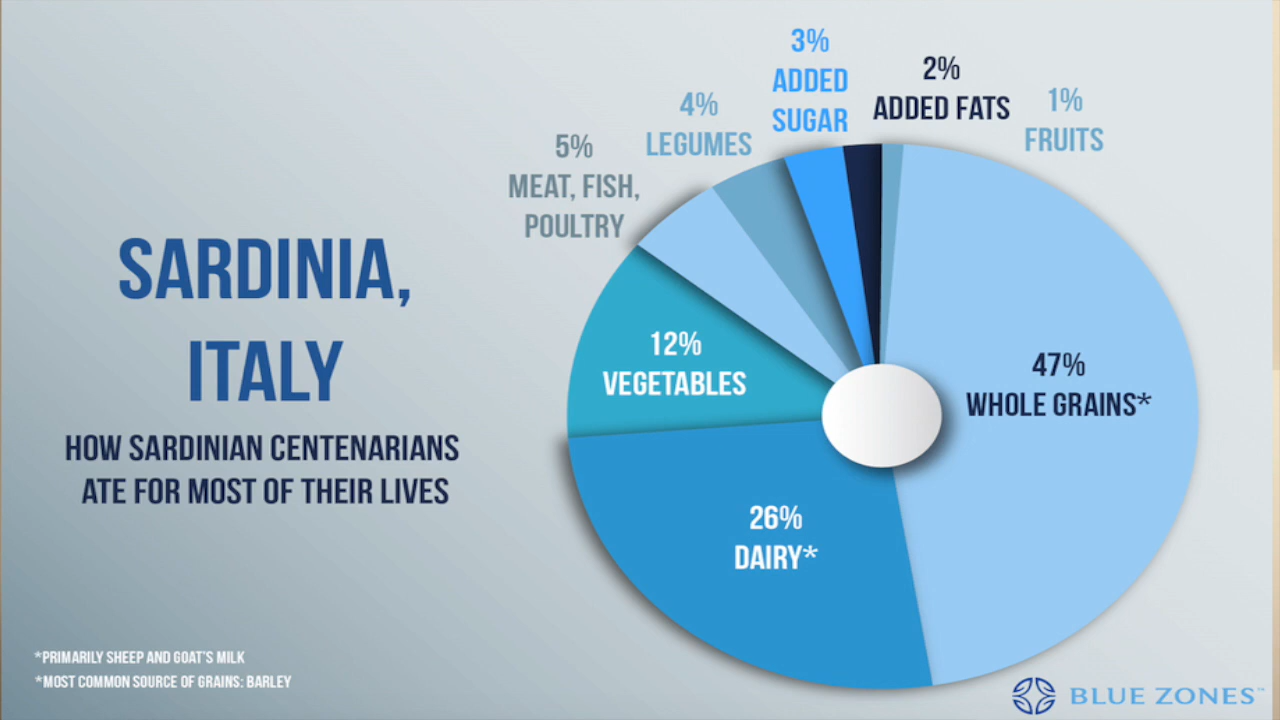 SARDINIA,
ITALY
HOW SARDINIAN CENTENARIANS
ATE FOR MOST OF THEIR LIVES
*PRIMARILY SHEEP AND GOAT'S MILK
*MOST COMMON SOURCE OF GRAINS: BARLEY
5%
MEAT, FISH,
POULTRY
4%
LEGUMES
3%
ADDED
SUGAR
2%
ADDED FATS
1%
FRUITS
47%
WHOLE GRAINS*
12%
VEGETABLES
26%
DAIRY*
BLUE ZONES™